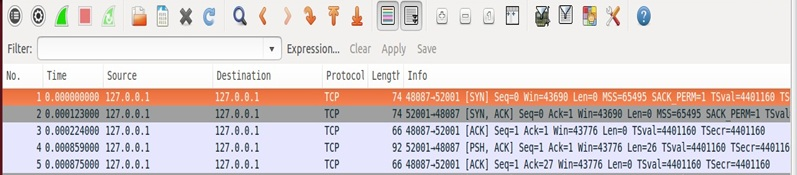 Filter: Expression... Clear Apply Save
No. Time Source Destination Protocol Length Info
1 0.000000000 127.0.0.1 127.0.0.1 TCP 74 48087→52001 [SYN] Seq=0 Win=43690 Len=0 MSS=65495 SACK_PERM=1 TSval=4401160 TS
2 0.000123000 127.0.0.1 127.0.0.1 TCP 74 52001→48087 [SYN, ACK] Seq=0 Ack=1 Win=43690 Len=0 MSS=65495 SACK_PERM=1 TSval
3 0.000224000 127.0.0.1 127.0.0.1 TCP 66 48087→52001 [ACK] Seq=1 Ack=1 Win=43776 Len=0 TSval=4401160 TSecr=4401160
4 0.000859000 127.0.0.1 127.0.0.1 TCP 92 52001→48087 [PSH, ACK] Seq=1 Ack=1 Win=43776 Len=26 TSval=4401160 TSecr=4401160
5 0.000875000 127.0.0.1 127.0.0.1 TCP 66 48087→52001 [ACK] Seq=1 Ack=27 Win=43776 Len=0 TSval=4401160 TSecr=4401160